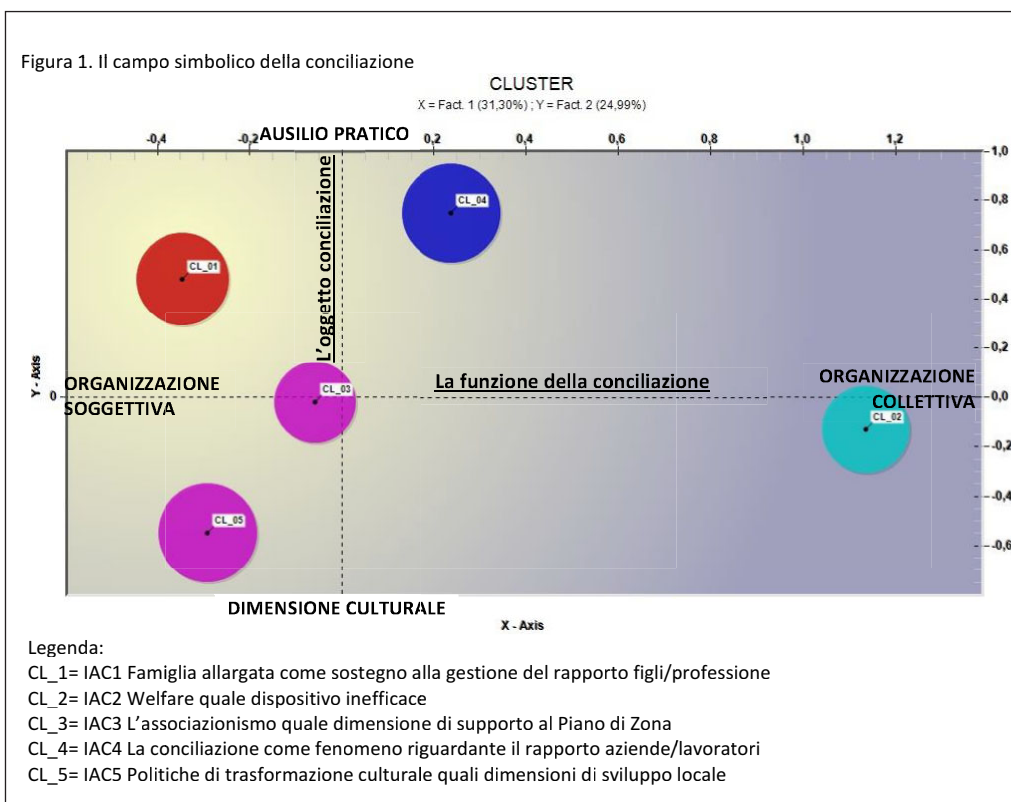 Figura 1. Il campo simbolico della conciliazione
CLUSTER
X = Fact. 1 (31,30%) ; Y = Fact. 2 (24,99%)
-0,4 -0,2 AUSILIO PRATICO 0,2 0,4 0,6 0,8 1,0 1,2
1,0
L'oggetto conciliazione
CL_04
0,8
0,6
CL_01
0,4
0,2
Y - Axis
ORGANIZZAZIONE
SOGGETTIVA
La funzione della conciliazione
ORGANIZZAZIONE
COLLETTIVA
0
0,0
CL_03
CL_02
-0,2
-0,4
CL_05
-0,6
DIMENSIONE CULTURALE
X - Axis
Legenda:
CL_1= IAC1 Famiglia allargata come sostegno alla gestione del rapporto figli/professione
CL_2= IAC2 Welfare quale dispositivo inefficace
CL_3= IAC3 L'associazionismo quale dimensione di supporto al Piano di Zona
CL_4= IAC4 La conciliazione come fenomeno riguardante il rapporto aziende/lavoratori
CL_5= IAC5 Politiche di trasformazione culturale quali dimensioni di sviluppo locale